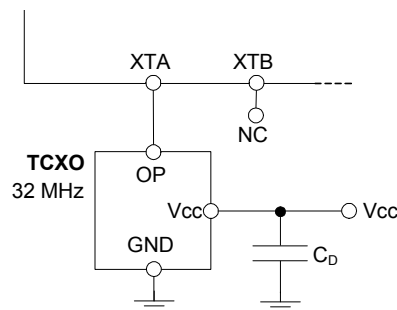 XTA XTB
NC
TCXO
32 MHz
OP
Vcc Vcc
GND
CD